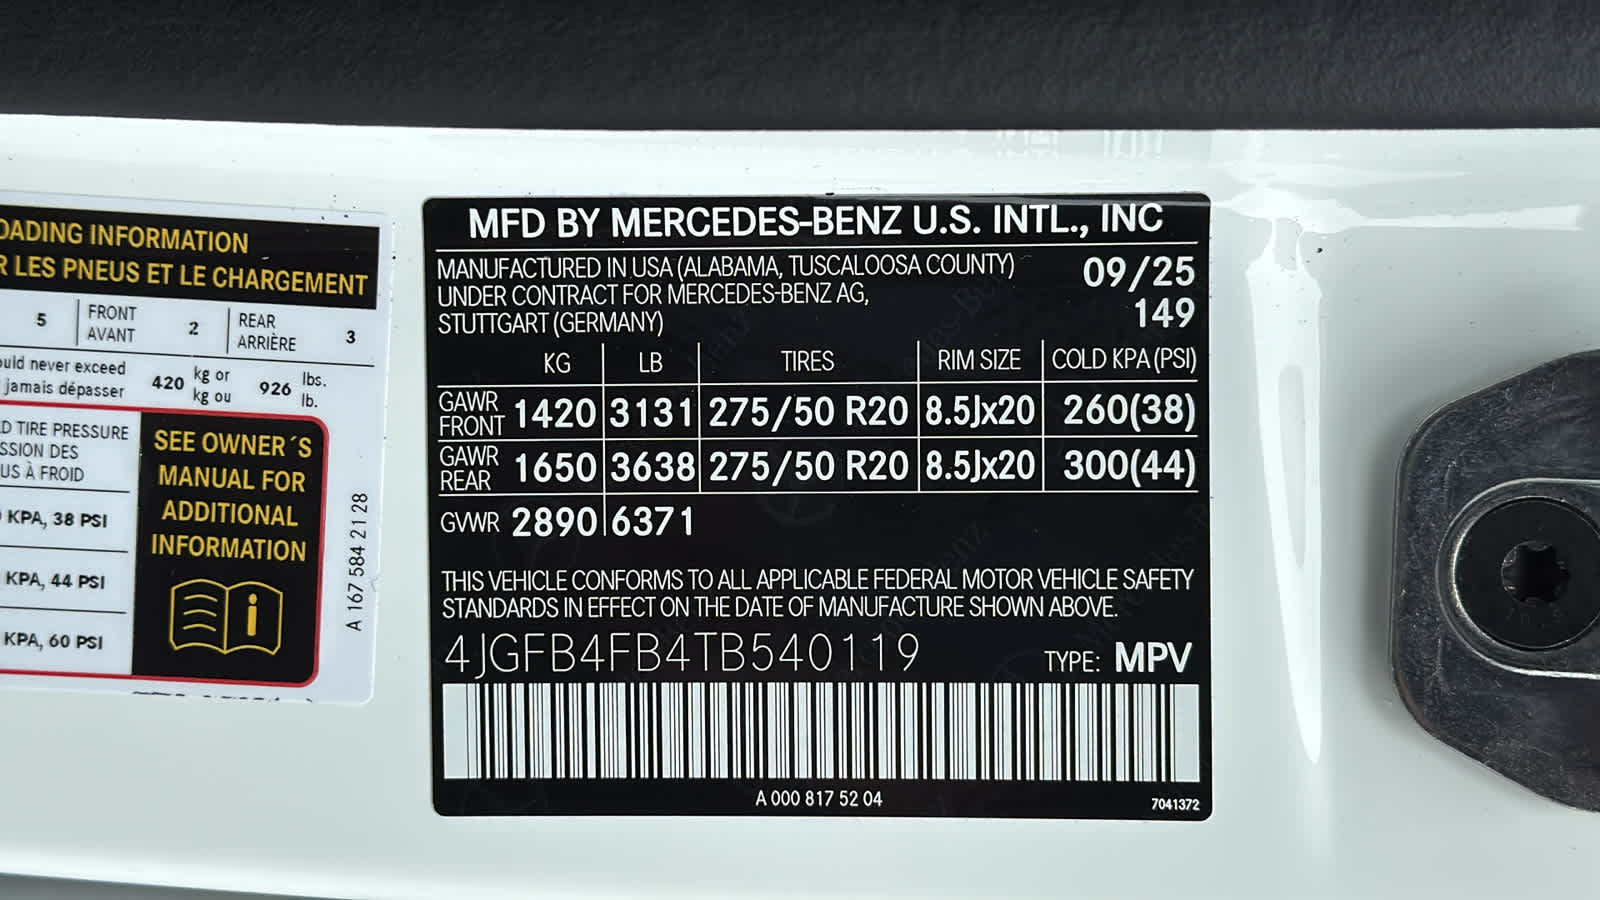 OADING INFORMATION
R LES PNEUS ET LE CHARGEMENT
5 FRONT AVANT 2 REAR ARRIÈRE 3
ould never exceed
jamais dépasser 420 kg or kg ou 926 lbs. lb.
D TIRE PRESSURE
SSION DES
US À FROID
KPA, 38 PSI
KPA, 44 PSI
KPA, 60 PSI
SEE OWNER´S
MANUAL FOR
ADDITIONAL
INFORMATION
A 167 584 21 28
MFD BY MERCEDES-BENZ U.S. INTL., INC
MANUFACTURED IN USA (ALABAMA, TUSCALOOSA COUNTY) 09/25
UNDER CONTRACT FOR MERCEDES-BENZ AG,
STUTTGART (GERMANY) 149
KG LB TIRES RIM SIZE COLD KPA (PSI)
GAWR FRONT 1420 3131 275/50 R20 8.5Jx20 260(38)
GAWR REAR 1650 3638 275/50 R20 8.5Jx20 300(44)
GVWR 2890 6371
THIS VEHICLE CONFORMS TO ALL APPLICABLE FEDERAL MOTOR VEHICLE SAFETY
STANDARDS IN EFFECT ON THE DATE OF MANUFACTURE SHOWN ABOVE.
4JGFB4FB4TB540119 TYPE: MPV
A 000 817 52 04
7041372